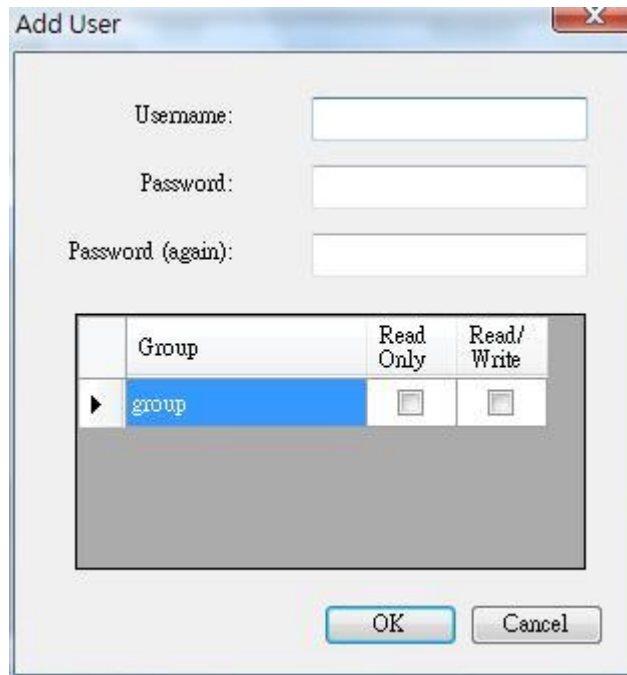 Add User
Username:
Password:
Password (again):
Group
Read
Only
Read/
Write
group
OK
Cancel